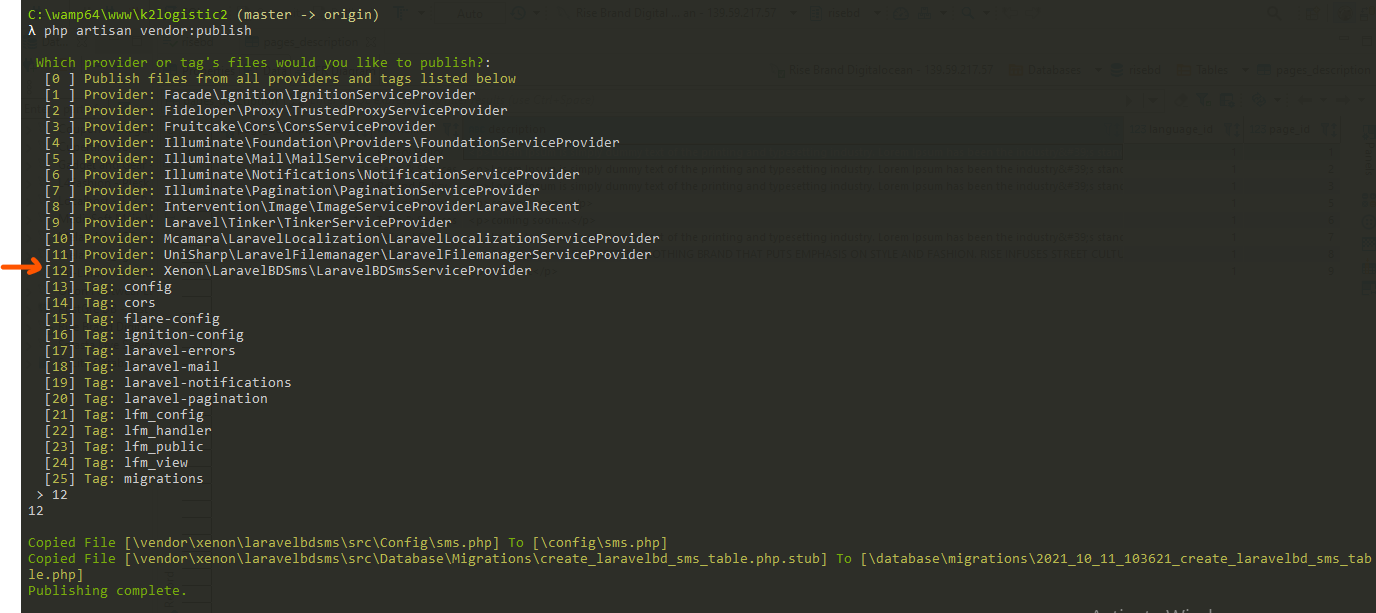 C:\wamp64\www\k2logistic2 (master -> origin)
λ php artisan vendor:publish
Which provider or tag's files would you like to publish?:
[0 ] Publish files from all providers and tags listed below
[1 ] Provider: Facade\Ignition\IgnitionServiceProvider
[2 ] Provider: Fideloper\Proxy\TrustedProxyServiceProvider
[3 ] Provider: Fruitcake\Cors\CorsServiceProvider
[4 ] Provider: Illuminate\Foundation\Providers\FoundationServiceProvider
[5 ] Provider: Illuminate\Mail\MailServiceProvider
[6 ] Provider: Illuminate\Notifications\NotificationServiceProvider
[7 ] Provider: Illuminate\Pagination\PaginationServiceProvider
[8 ] Provider: Intervention\Image\ImageServiceProviderLaravelRecent
[9 ] Provider: Laravel\Tinker\TinkerServiceProvider
[10] Provider: Mcamara\LaravelLocalization\LaravelLocalizationServiceProvider
[11] Provider: UniSharp\LaravelFilemanager\LaravelFilemanagerServiceProvider
[12] Provider: Xenon\LaravelBDSms\LaravelBDSmsServiceProvider
[13] Tag: config
[14] Tag: cors
[15] Tag: flare-config
[16] Tag: ignition-config
[17] Tag: laravel-errors
[18] Tag: laravel-mail
[19] Tag: laravel-notifications
[20] Tag: laravel-pagination
[21] Tag: lfm_config
[22] Tag: lfm_handler
[23] Tag: lfm_public
[24] Tag: lfm_view
[25] Tag: migrations
> 12
12
Copied File [\vendor\xenon\laravelbdsms\src\Config\sms.php] To [\config\sms.php]
Copied File [\vendor\xenon\laravelbdsms\src\Database\Migrations\create_laravelbd_sms_table.php.stub] To [\database\migrations\2021_10_11_103621_create_laravelbd_sms_tab
le.php]
Publishing complete.